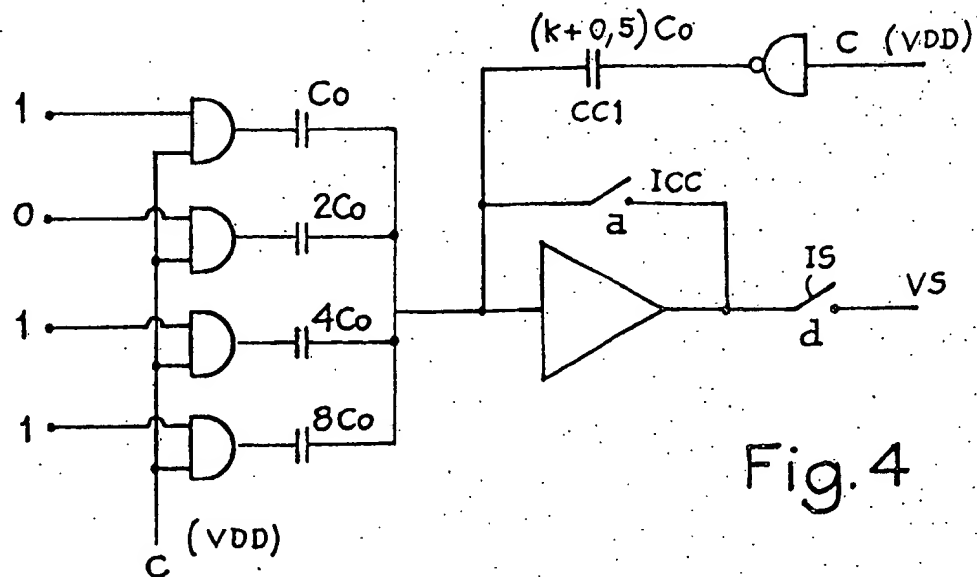 (k+0,5)Co
C (VDD)
CC1
1
Co
0
2Co
ICC
a
IS
VS
d
1
4Co
1
8Co
Fig. 4
C (VDD)